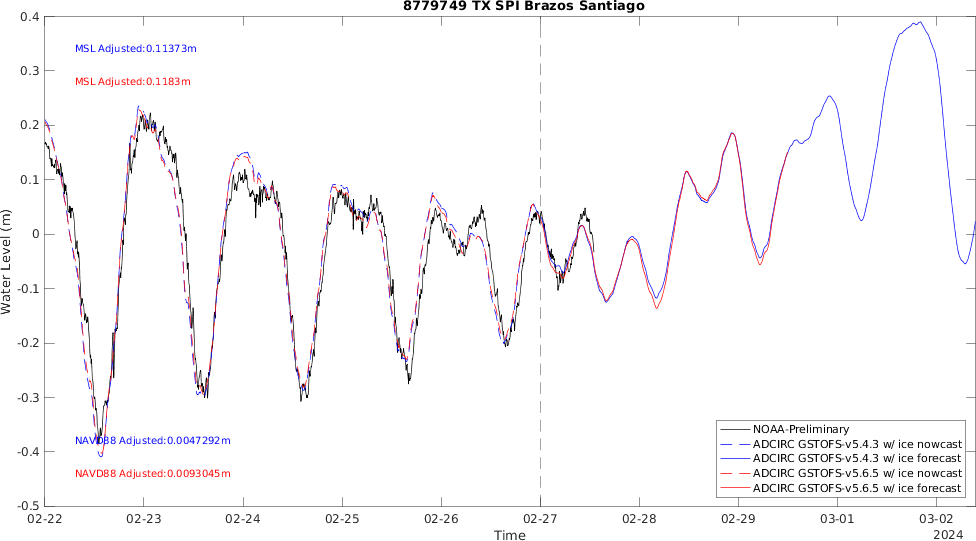 8779749 TX SPI Brazos Santiago
0.4
0.3
0.2
0.1
0
-0.1
-0.2
-0.3
-0.4
-0.5
Water Level (m)
MSL Adjusted:0.11373m
MSL Adjusted:0.1183m
NAVD88 Adjusted:0.0047292m
NAVD88 Adjusted:0.0093045m
NOAA-Preliminary
ADCIRC GSTOFS-v5.4.3 w/ ice nowcast
ADCIRC GSTOFS-v5.4.3 w/ ice forecast
ADCIRC GSTOFS-v5.6.5 w/ ice nowcast
ADCIRC GSTOFS-v5.6.5 w/ ice forecast
02-22 02-23 02-24 02-25 02-26 02-27 02-28 02-29 03-01 03-02
Time
2024